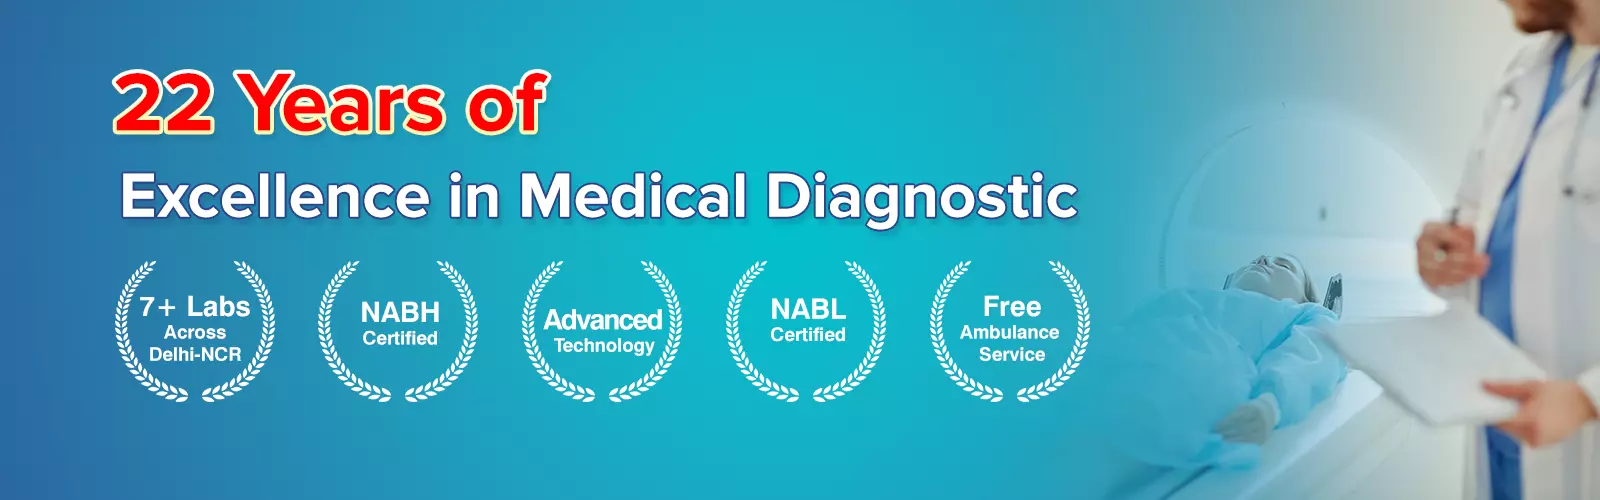 22 Years of
Excellence in Medical Diagnostic
7+ Labs
Across
Delhi-NCR
NABH
Certified
Advanced
Technology
NABL
Certified
Free
Ambulance
Service